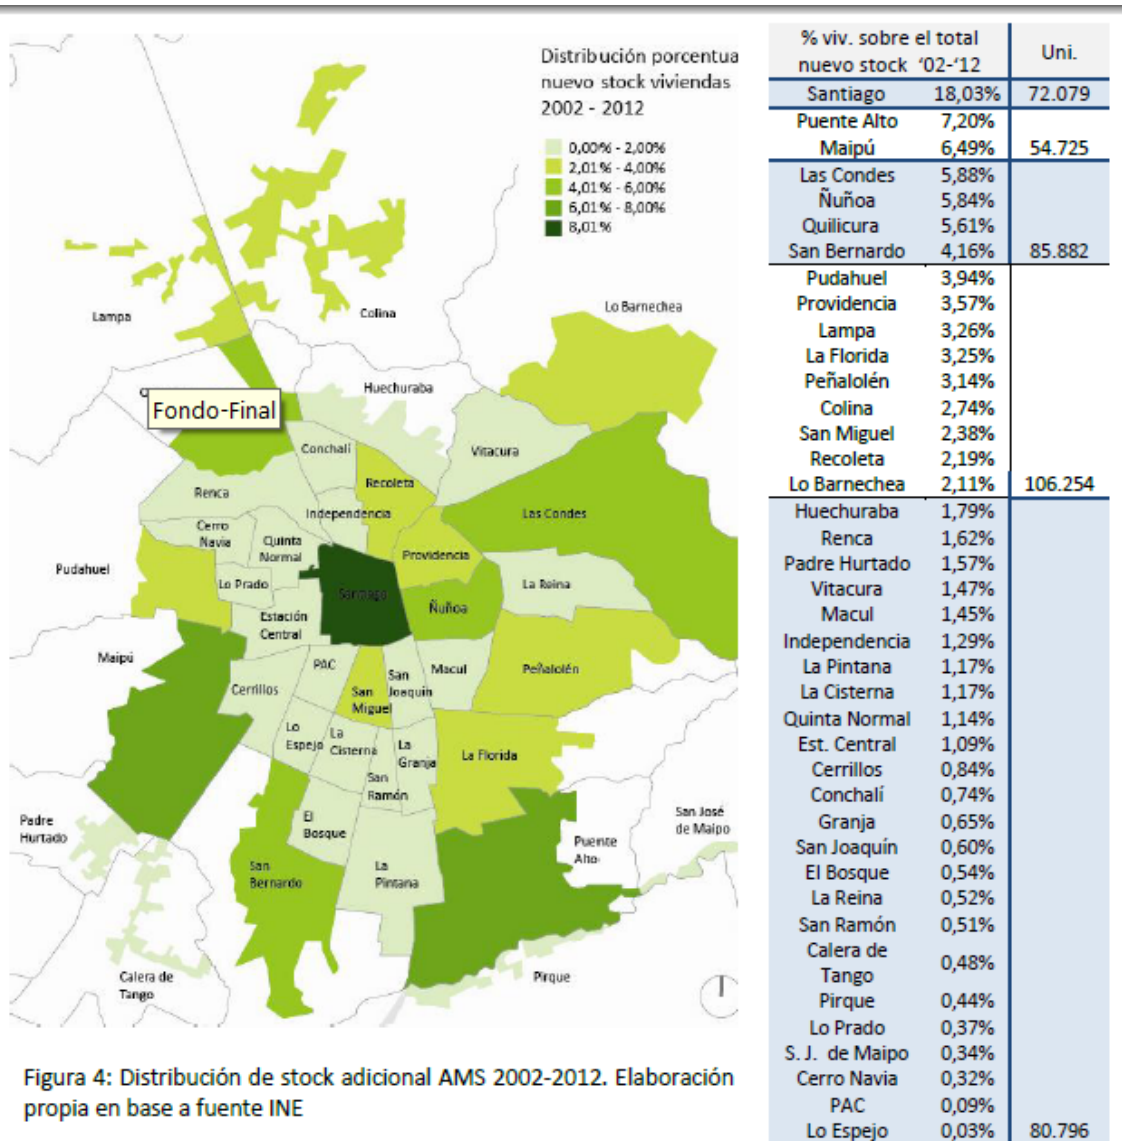 Distribución porcentua
nuevo stock viviendas
2002 - 2012
0,00% - 2,00%
2,01% - 4,00%
4,01% - 6,00%
6,01% - 8,00%
8,01%
Lampa
Colina
Lo Barnechea
Huechuraba
Fondo-Final
Conchalí
Vitacura
Renca
Recoleta
Independencia
Las Condes
Cerro
Navia
Quinta
Normal
Providencia
Pudahuel
Lo Prado
Santiago
La Reina
Ñuñoa
Estación
Central
Maipú
PAC
Cerrillos
San
Joaquín
Macul
Peñalolén
San
Miguel
Lo
Espejo
La
Cisterna
La
Granja
La Florida
San
Ramón
Padre
Hurtado
El
Bosque
San José
de Maipo
Puente
Alto
San
Bernardo
La
Pintana
Calera de
Tango
Pirque
Figura 4: Distribución de stock adicional AMS 2002-2012. Elaboración
propia en base a fuente INE
% viv. sobre el total
nuevo stock ‘02-‘12 Uni.
Santiago 18,03% 72.079
Puente Alto 7,20%
Maipú 6,49% 54.725
Las Condes 5,88%
Ñuñoa 5,84%
Quilicura 5,61%
San Bernardo 4,16% 85.882
Pudahuel 3,94%
Providencia 3,57%
Lampa 3,26%
La Florida 3,25%
Peñalolén 3,14%
Colina 2,74%
San Miguel 2,38%
Recoleta 2,19%
Lo Barnechea 2,11% 106.254
Huechuraba 1,79%
Renca 1,62%
Padre Hurtado 1,57%
Vitacura 1,47%
Macul 1,45%
Independencia 1,29%
La Pintana 1,17%
La Cisterna 1,17%
Quinta Normal 1,14%
Est. Central 1,09%
Cerrillos 0,84%
Conchalí 0,74%
Granja 0,65%
San Joaquín 0,60%
El Bosque 0,54%
La Reina 0,52%
San Ramón 0,51%
Calera de
Tango 0,48%
Pirque 0,44%
Lo Prado 0,37%
S. J. de Maipo 0,34%
Cerro Navia 0,32%
PAC 0,09%
Lo Espejo 0,03% 80.796